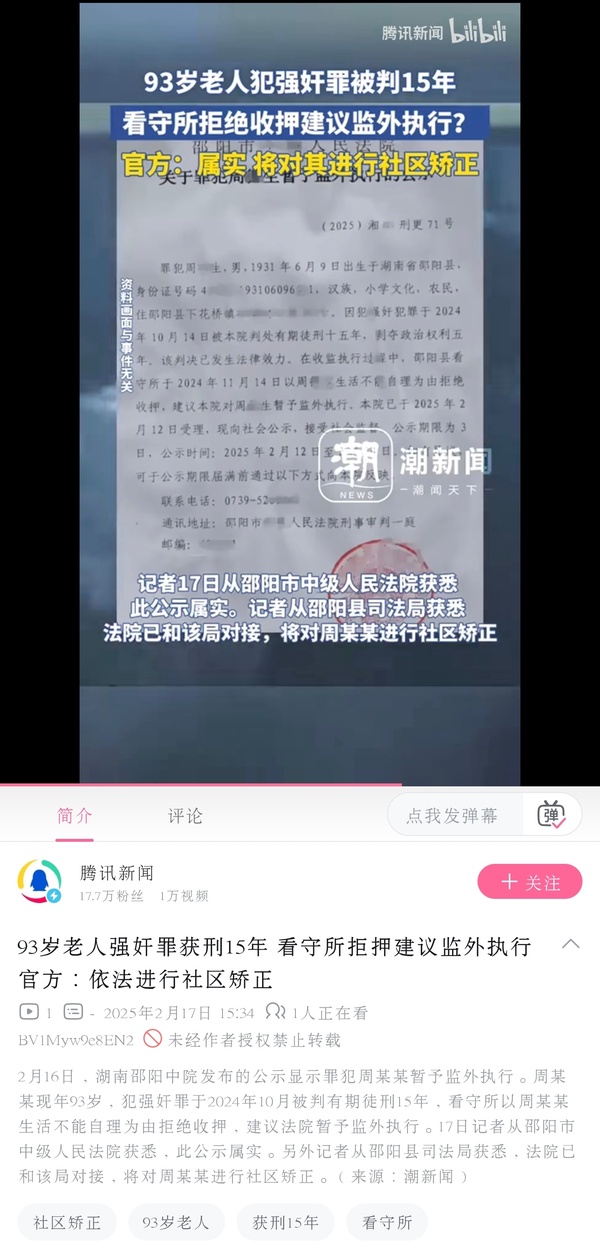 腾讯新闻 bilibili
93岁老人犯强奸罪被判15年
看守所拒绝收押建议监外执行?
官方：属实 将对其进行社区矫正
关于罪犯周 生暂予监外执行的公示
（2025）湘 刑更71号
罪犯周 生，男，1931年6月9日出生于湖南省邵阳县，
身份证号码4 193106096 1，汉族，小学文化，农民，
住邵阳县下花桥镇 。因犯强奸罪于2024
年10月14日被本院判处有期徒刑十五年，剥夺政治权利五
年。该判决已发生法律效力。在收监执行过程中，邵阳县看
守所于2024年11月14日以周 生活不能自理为由拒绝
收押，建议本院对周 生暂予监外执行。本院已于2025年2
月12日受理，现向社会公示，接受社会监督。公示期限为3
日，公示时间：2025年2月12日至
可于公示期限届满前通过以下方式向本院反映
联系电话：0739-52
通讯地址：邵阳市 人民法院刑事审判一庭
邮编：
资料画面与事件无关
潮 NEWS
潮新闻
潮闻天下
记者17日从邵阳市中级人民法院获悉
此公示属实。记者从邵阳县司法局获悉
法院已和该局对接，将对周某某进行社区矫正
简介 评论 点我发弹幕 弹
腾讯新闻
17.7万粉丝 1万视频
＋ 关注
93岁老人强奸罪获刑15年 看守所拒押建议监外执行
官方：依法进行社区矫正
1 - 2025年2月17日 15:34 1人正在看
BV1Myw9e8EN2 未经作者授权禁止转载
2月16日，湖南邵阳中院发布的公示显示罪犯周某某暂予监外执行。周某
某现年93岁，犯强奸罪于2024年10月被判有期徒刑15年，看守所以周某某
生活不能自理为由拒绝收押，建议法院暂予监外执行。17日记者从邵阳市
中级人民法院获悉，此公示属实。另外记者从邵阳县司法局获悉，法院已
和该局对接，将对周某某进行社区矫正。（来源：潮新闻）
社区矫正 93岁老人 获刑15年 看守所